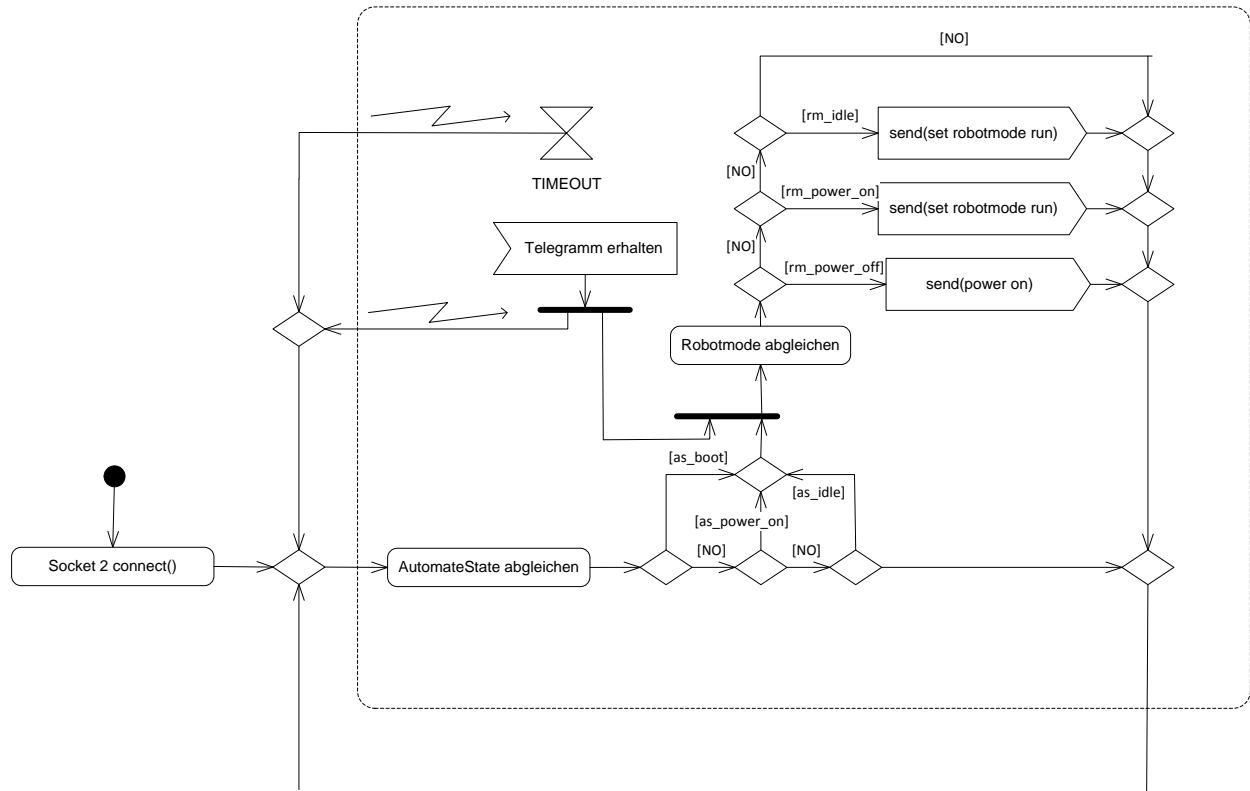 [NO]
[rm_idle]
send(set robotmode run)
TIMEOUT
[NO]
[rm_power_on]
send(set robotmode run)
Telegramm erhalten
[NO]
[rm_power_off]
send(power on)
Robotmode abgleichen
[as_boot]
[as_idle]
[as_power_on]
Socket 2 connect()
AutomateState abgleichen
[NO]
[NO]